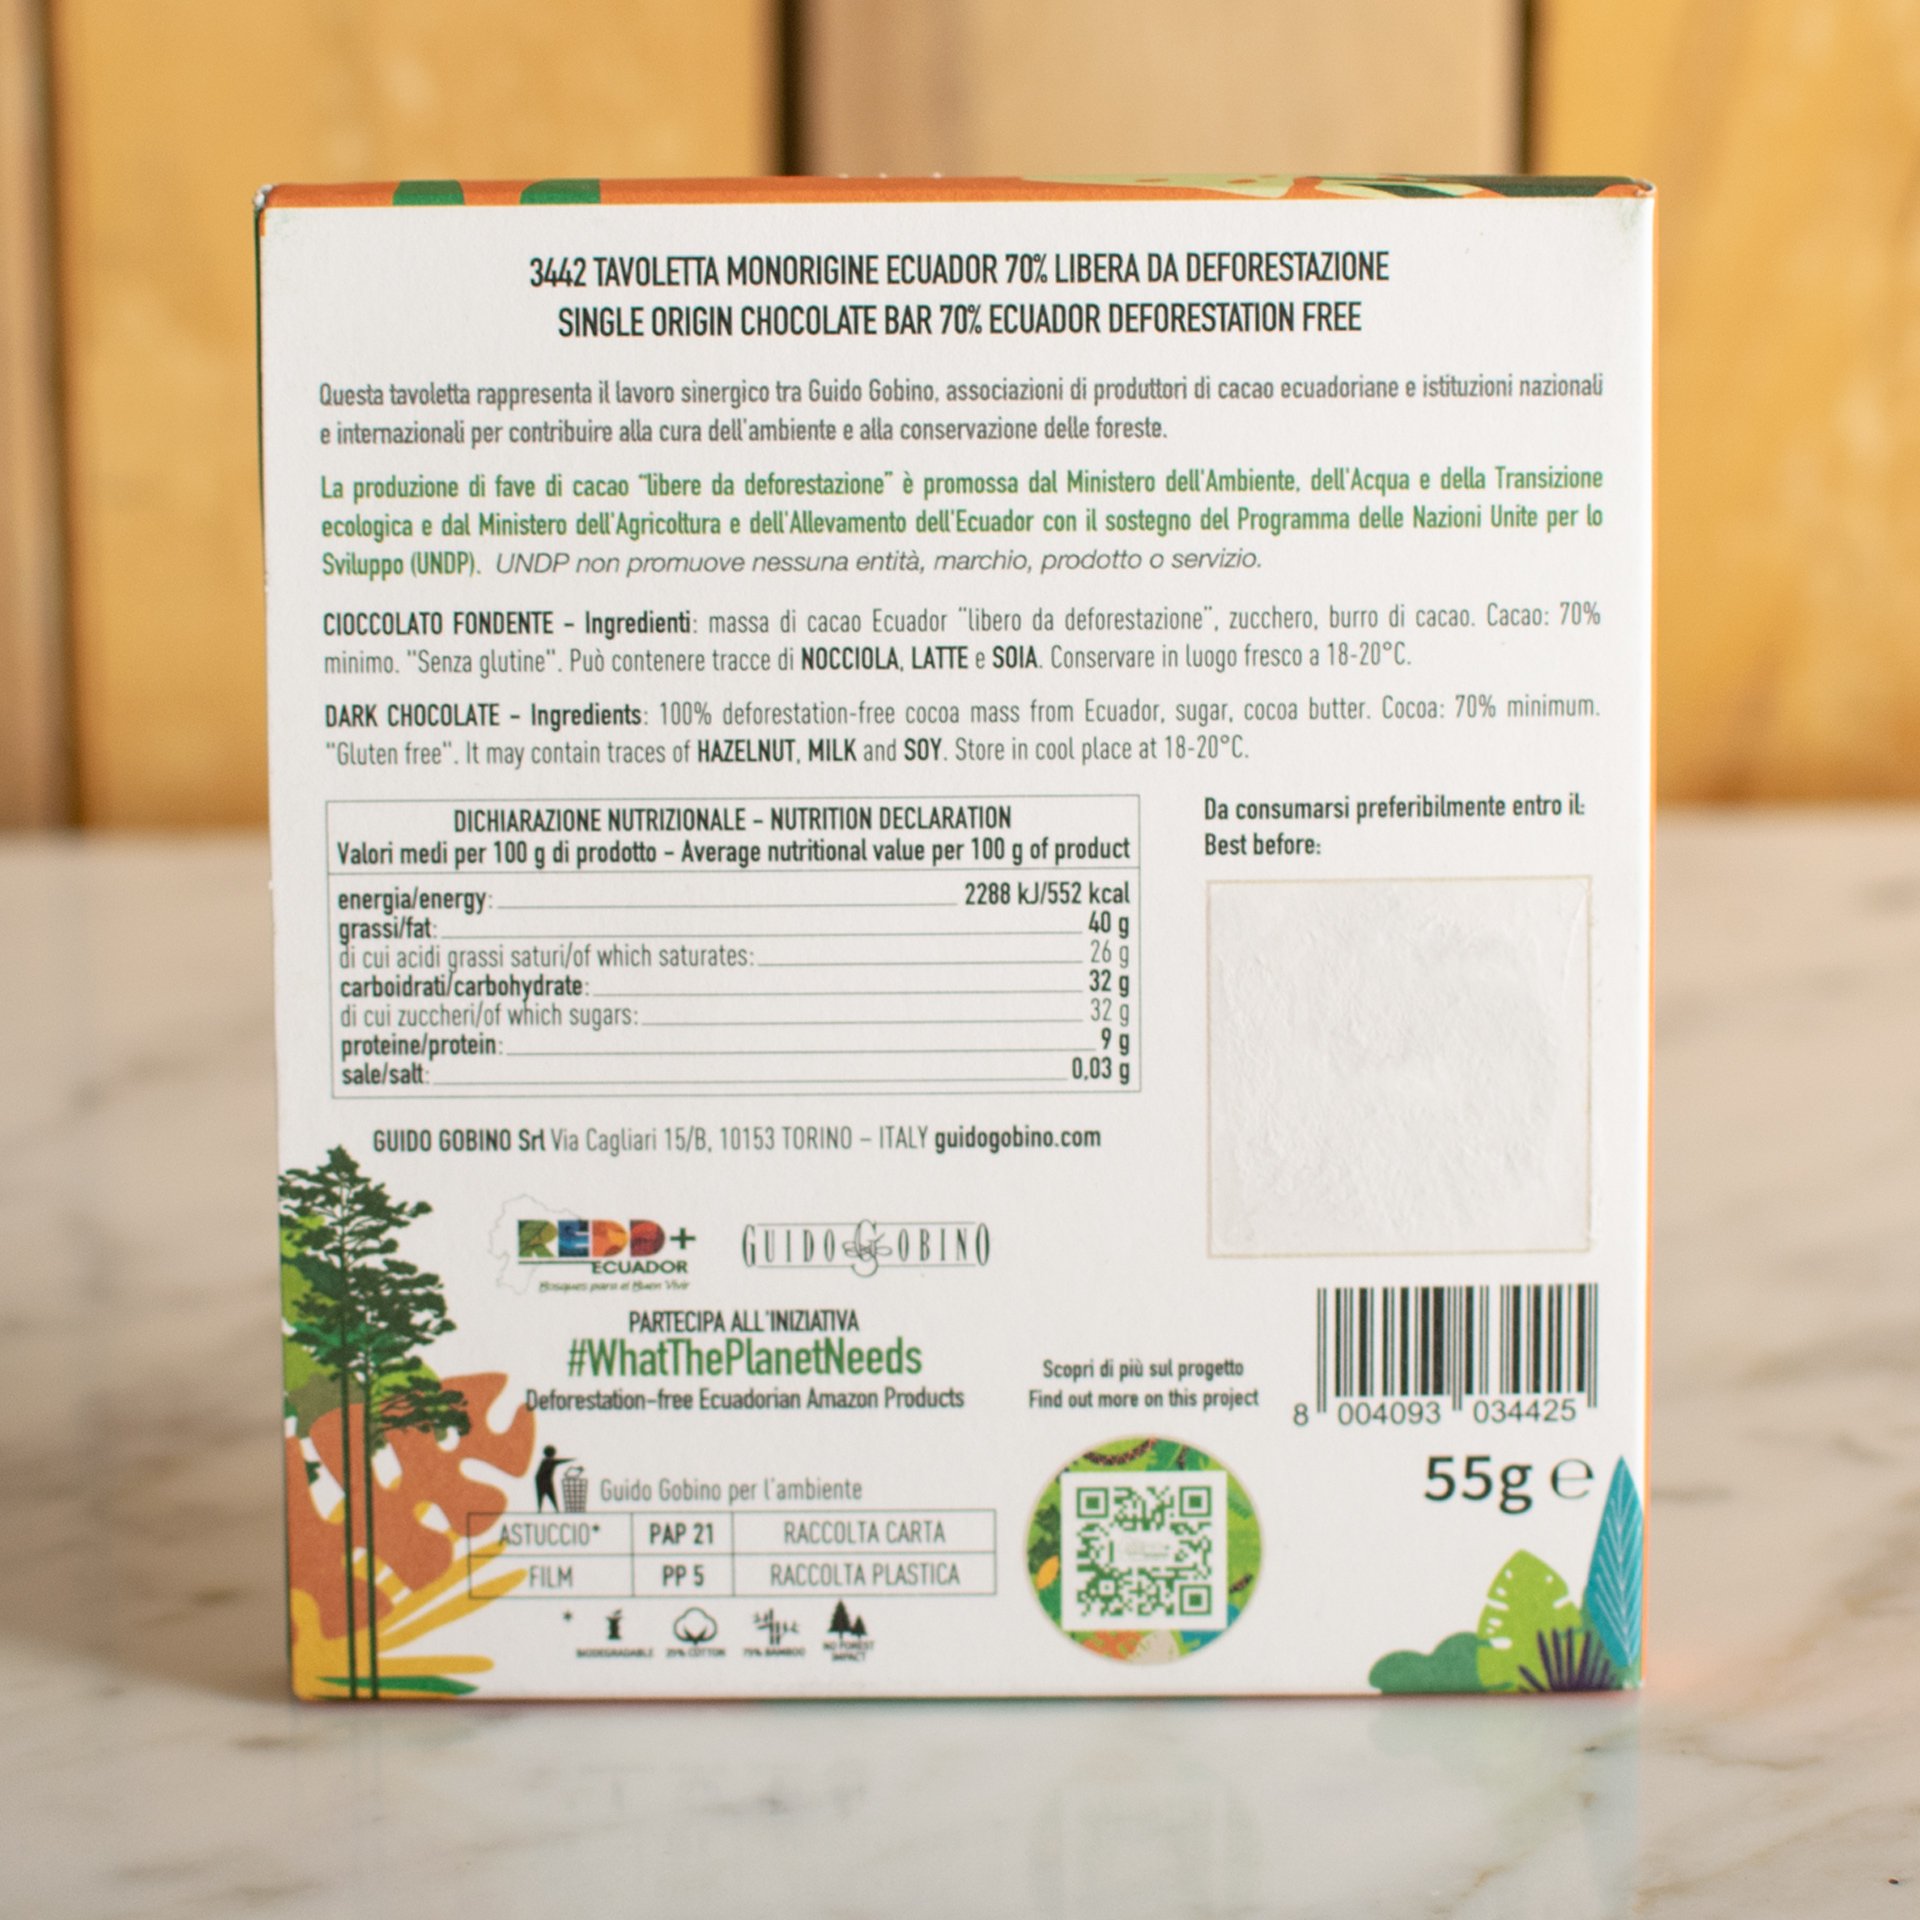 3442 TAVOLETTA MONORIGINE ECUADOR 70% LIBERA DA DEFORESTAZIONE
SINGLE ORIGIN CHOCOLATE BAR 70% ECUADOR DEFORESTATION FREE
Questa tavoletta rappresenta il lavoro sinergico tra Guido Gobino, associazioni di produttori di cacao ecuadoriane e istituzioni nazionali
e internazionali per contribuire alla cura dell'ambiente e alla conservazione delle foreste.
La produzione di fave di cacao "libere da deforestazione" è promossa dal Ministero dell'Ambiente, dell'Acqua e della Transizione
ecologica e dal Ministero dell'Agricoltura e dell'Allevamento dell'Ecuador con il sostegno del Programma delle Nazioni Unite per lo
Sviluppo (UNDP). UNDP non promuove nessuna entità, marchio, prodotto o servizio.
CIOCCOLATO FONDENTE - Ingredienti: massa di cacao Ecuador "libero da deforestazione", zucchero, burro di cacao. Cacao: 70%
minimo. "Senza glutine". Può contenere tracce di NOCCIOLA, LATTE e SOIA. Conservare in luogo fresco a 18-20°C.
DARK CHOCOLATE - Ingredients: 100% deforestation-free cocoa mass from Ecuador, sugar, cocoa butter. Cocoa: 70% minimum.
"Gluten free". It may contain traces of HAZELNUT, MILK and SOY. Store in cool place at 18-20°C.
DICHIARAZIONE NUTRIZIONALE - NUTRITION DECLARATION
Valori medi per 100 g di prodotto - Average nutritional value per 100 g of product
energia/energy: 2288 kJ/552 kcal
grassi/fat: 40 g
di cui acidi grassi saturi/of which saturates: 26 g
carboidrati/carbohydrate: 32 g
di cui zuccheri/of which sugars: 32 g
proteine/protein: 9 g
sale/salt: 0,03 g
Da consumarsi preferibilmente entro il:
Best before:
GUIDO GOBINO Srl Via Cagliari 15/B, 10153 TORINO - ITALY guidogobino.com
REDD+
ECUADOR
Bosques para el Buen Vivir
GUIDO GOBINO
PARTECIPA ALL'INIZIATIVA
#WhatThePlanetNeeds
Deforestation-free Ecuadorian Amazon Products
Scopri di più sul progetto
Find out more on this project
8 004093 034425
55g e
Guido Gobino per l'ambiente
ASTUCCIO* PAP 21 RACCOLTA CARTA
FILM PP 5 RACCOLTA PLASTICA
* BIODEGRADABLE 25% COTTON 75% BAMBOO NO FOREST
IMPACT